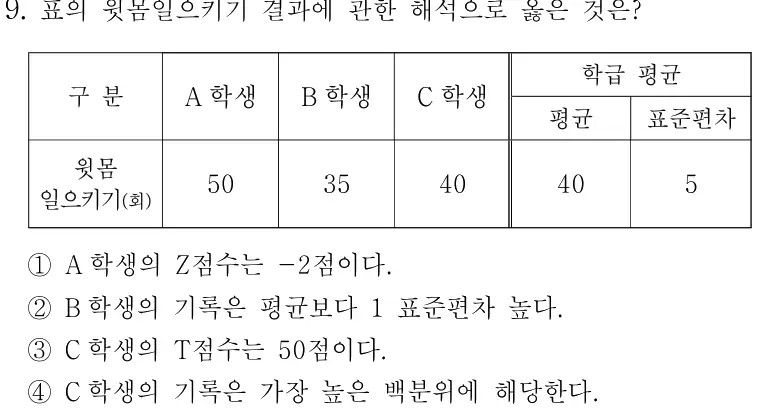 9. 표의 윗몸일으키기 결과에 관한 해석으로 옳은 것은?
구 분 A 학생 B 학생 C 학생 학급 평균
평균 표준편차
윗몸
일으키기(회) 50 35 40 40 5
① A 학생의 Z점수는 -2점이다.
② B 학생의 기록은 평균보다 1 표준편차 높다.
③ C 학생의 T점수는 50점이다.
④ C 학생의 기록은 가장 높은 백분위에 해당한다.